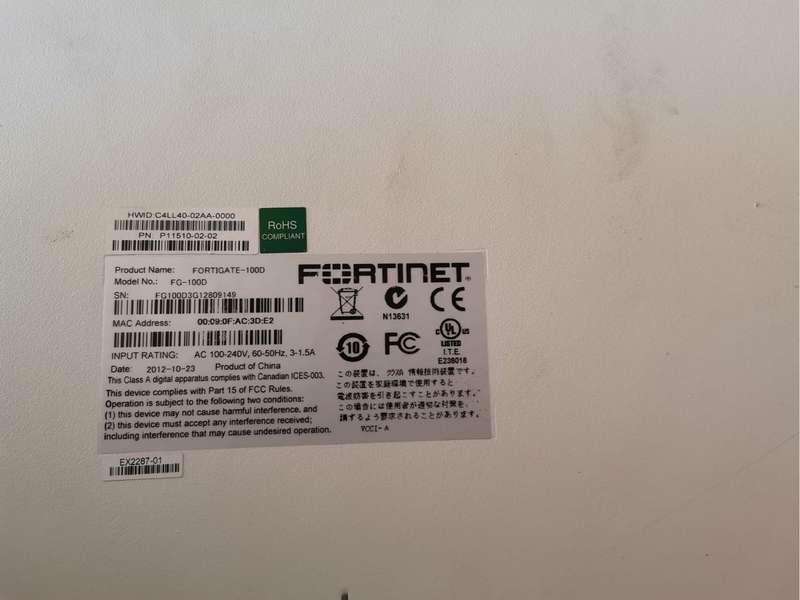 HWID:C4LL40-02AA-0000
PN: P11510-02-02
RoHS
COMPLIANT
Product Name: FORTIGATE-100D
Model No.: FG-100D
SN: FG100D3G12809149
MAC Address: 00:09:0F:AC:3D:E2
INPUT RATING: AC 100-240V, 60-50Hz, 3-1.5A
Date: 2012-10-23 Product of China
This Class A digital apparatus complies with Canadian ICES-003.
This device complies with Part 15 of FCC Rules.
Operation is subject to the following two conditions:
(1) this device may not cause harmful interference, and
(2) this device must accept any interference received;
including interference that may cause undesired operation.
FORTINET®
N13631
CE
10
FC
c UL us
LISTED
I.T.E.
E236018
この装置は、クラスA 情報技術装置です。
この装置を家庭環境で使用すると
電波妨害を引き起こすことがあります。
この場合には使用者が適切な対策を、
講ずるよう要求されることがあります。
VCCI-A
EX2287-01